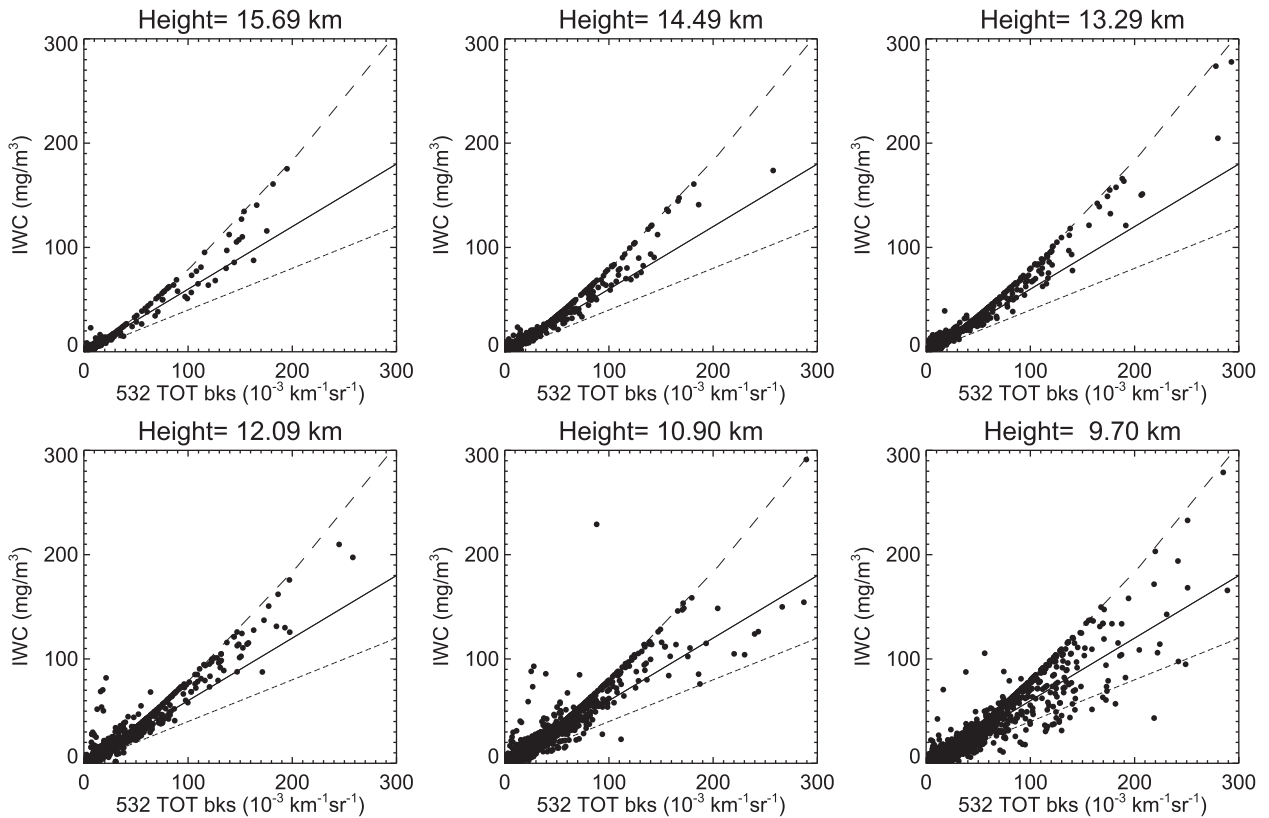 Height= 15.69 km
Height= 14.49 km
Height= 13.29 km
300
200
100
0
IWC (mg/m³)
0 100 200 300
532 TOT bks (10⁻³ km⁻¹sr⁻¹)
300
200
100
0
IWC (mg/m³)
0 100 200 300
532 TOT bks (10⁻³ km⁻¹sr⁻¹)
300
200
100
0
IWC (mg/m³)
0 100 200 300
532 TOT bks (10⁻³ km⁻¹sr⁻¹)
Height= 12.09 km
Height= 10.90 km
Height= 9.70 km
300
200
100
0
IWC (mg/m³)
0 100 200 300
532 TOT bks (10⁻³ km⁻¹sr⁻¹)
300
200
100
0
IWC (mg/m³)
0 100 200 300
532 TOT bks (10⁻³ km⁻¹sr⁻¹)
300
200
100
0
IWC (mg/m³)
0 100 200 300
532 TOT bks (10⁻³ km⁻¹sr⁻¹)